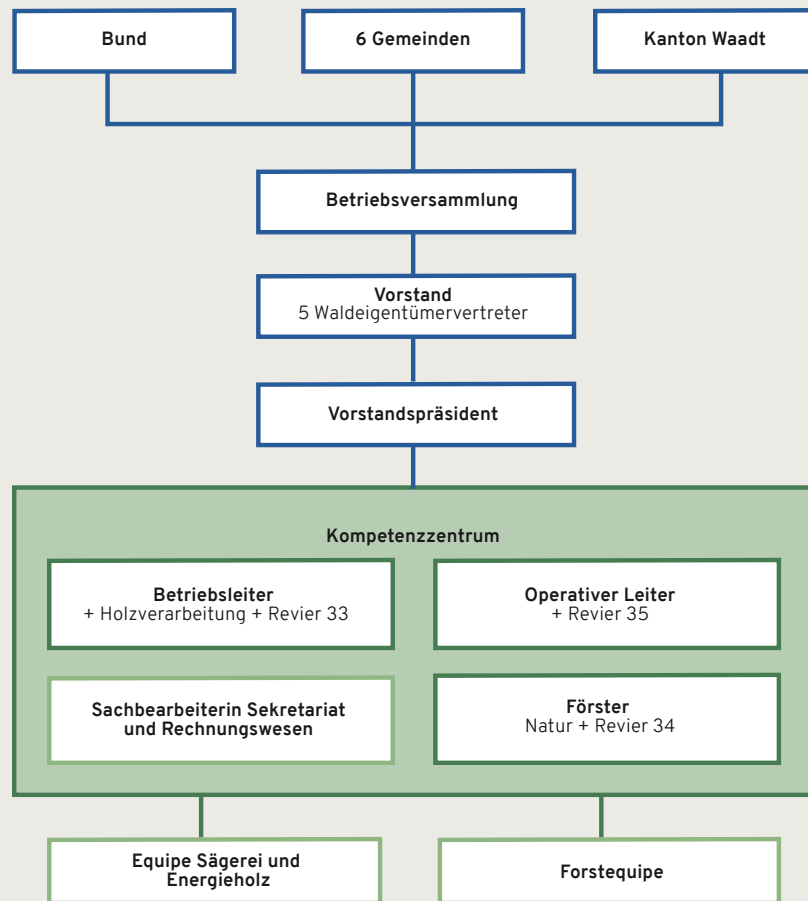 Bund
6 Gemeinden
Kanton Waadt
Betriebsversammlung
Vorstand
5 Waldeigentümervertreter
Vorstandspräsident
Kompetenzzentrum
Betriebsleiter
+ Holzverarbeitung + Revier 33
Operativer Leiter
+ Revier 35
Sachbearbeiterin Sekretariat
und Rechnungswesen
Förster
Natur + Revier 34
Equipe Sägerei und
Energieholz
Forstequipe